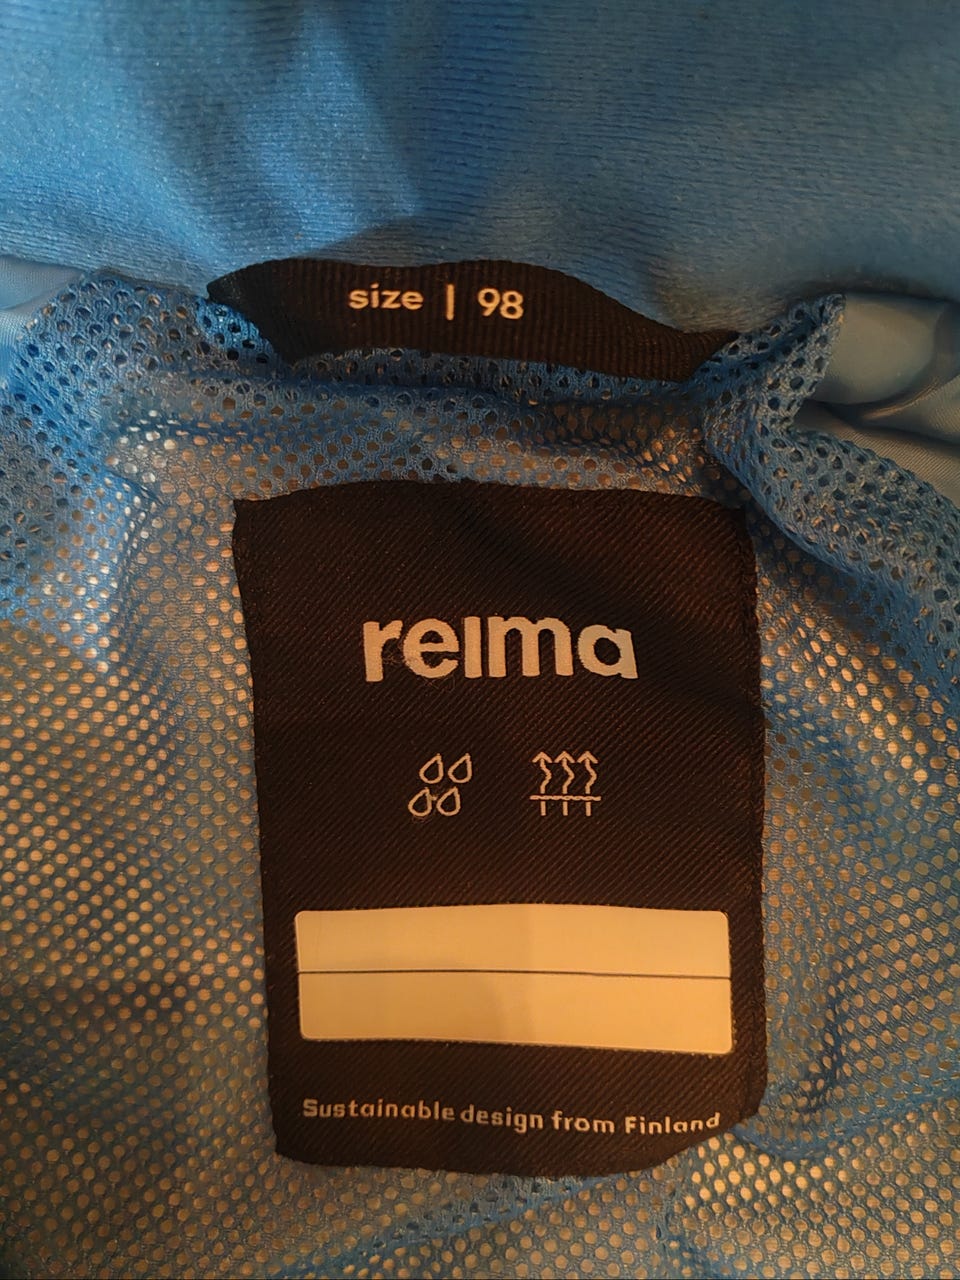 size | 98
reima
Sustainable design from Finland